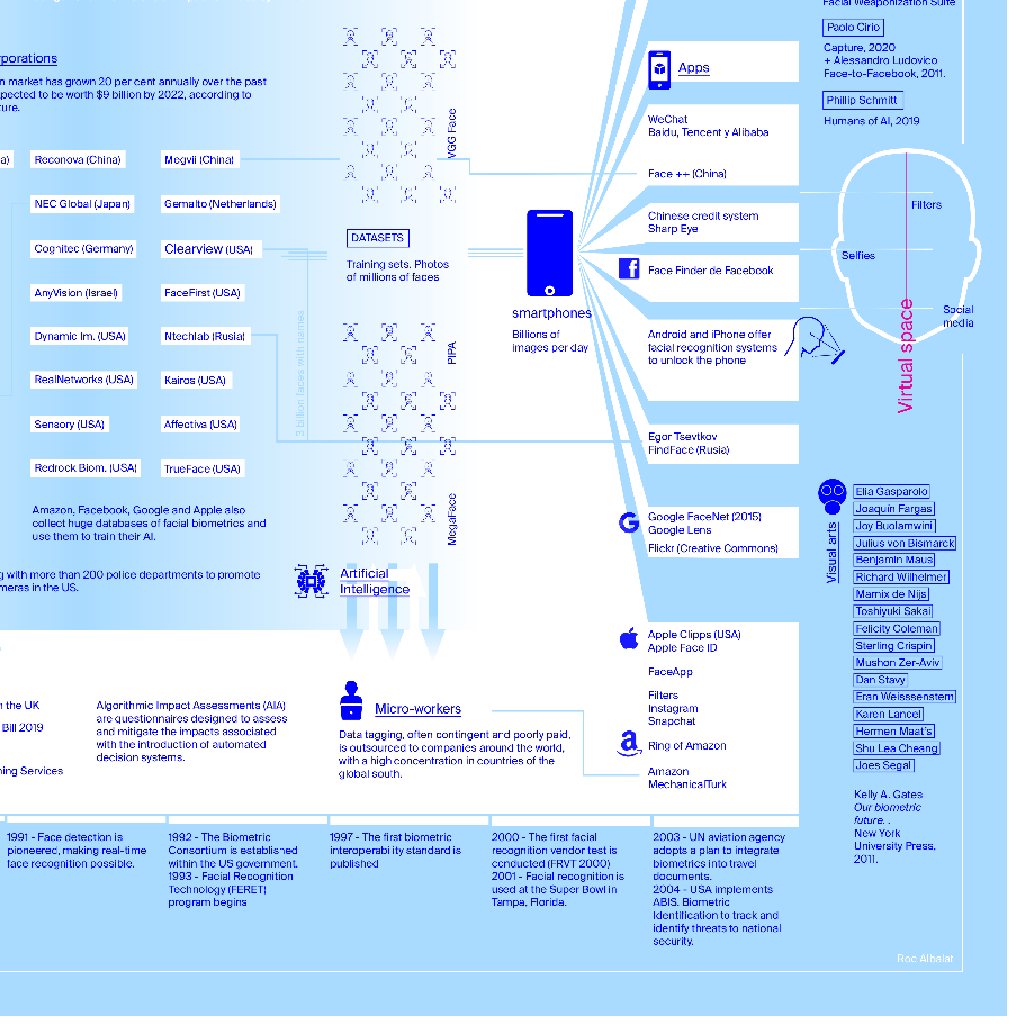 Facial Weaponization Suite
Paolo Cirio
Capture, 2020
+ Alessandro Ludovico
Face-to-Facebook, 2011.
Phillip Schmitt
Humans of AI, 2019
porations
n market has grown 20 per cent annually over the past
pected to be worth $9 billion by 2022, according to
ture.
a)
Reconova (China)
Megvii (China)
NEC Global (Japan)
Gemalto (Netherlands)
Cognitec (Germany)
Clearview (USA)
AnyVision (Israel)
FaceFirst (USA)
Dynamic Im. (USA)
Ntechlab (Rusia)
RealNetworks (USA)
Kairos (USA)
Sensory (USA)
Affectiva (USA)
Redrock Biom. (USA)
TrueFace (USA)
3 billion faces with names
Amazon, Facebook, Google and Apple also
collect huge databases of facial biometrics and
use them to train their AI.
g with more than 200 police departments to promote
meras in the US.
VGG Face
DATASETS
Training sets. Photos
of millions of faces
PIPA
MegaFace
Artificial
Intelligence
smartphones
Billions of
images per day
Apps
WeChat
Baidu, Tencent y Alibaba
Face ++ (China)
Chinese credit system
Sharp Eye
Face Finder de Facebook
Android and iPhone offer
facial recognition systems
to unlock the phone
Egor Tsevtkov
FindFace (Rusia)
Google FaceNet (2015)
Google Lens
Flickr (Creative Commons)
Apple Clipps (USA)
Apple Face ID
FaceApp
Filters
Instagram
Snapchat
Ring of Amazon
Amazon
MechanicalTurk
Filters
Selfies
Social
media
Virtual space
Visual arts
Ella Gasparolo
Joaquín Fargas
Joy Buolamwini
Julius von Bismarck
Benjamin Maus
Richard Wilhelmer
Marnix de Nijs
Toshiyuki Sakai
Felicity Coleman
Sterling Crispin
Mushon Zer-Aviv
Dan Stavy
Eran Weisssenstern
Karen Lancel
Hermen Maat's
Shu Lea Cheang
Joes Segal
Kelly A. Gates:
Our biometric
future. .
New York
University Press,
2011.
n the UK
Bill 2019
ning Services
Algorithmic Impact Assessments (AIA)
are questionnaires designed to assess
and mitigate the impacts associated
with the introduction of automated
decision systems.
Micro-workers
Data tagging, often contingent and poorly paid,
is outsourced to companies around the world,
with a high concentration in countries of the
global south.
1991 - Face detection is
pioneered, making real-time
face recognition possible.
1992 - The Biometric
Consortium is established
within the US government.
1993 - Facial Recognition
Technology (FERET)
program begins
1997 - The first biometric
interoperability standard is
published
2000 - The first facial
recognition vendor test is
conducted (FRVT 2000)
2001 - Facial recognition is
used at the Super Bowl in
Tampa, Florida.
2003 - UN aviation agency
adopts a plan to integrate
biometrics into travel
documents.
2004 - USA implements
ABIS. Biometric
Identification to track and
identify threats to national
security.
Roc Albalat